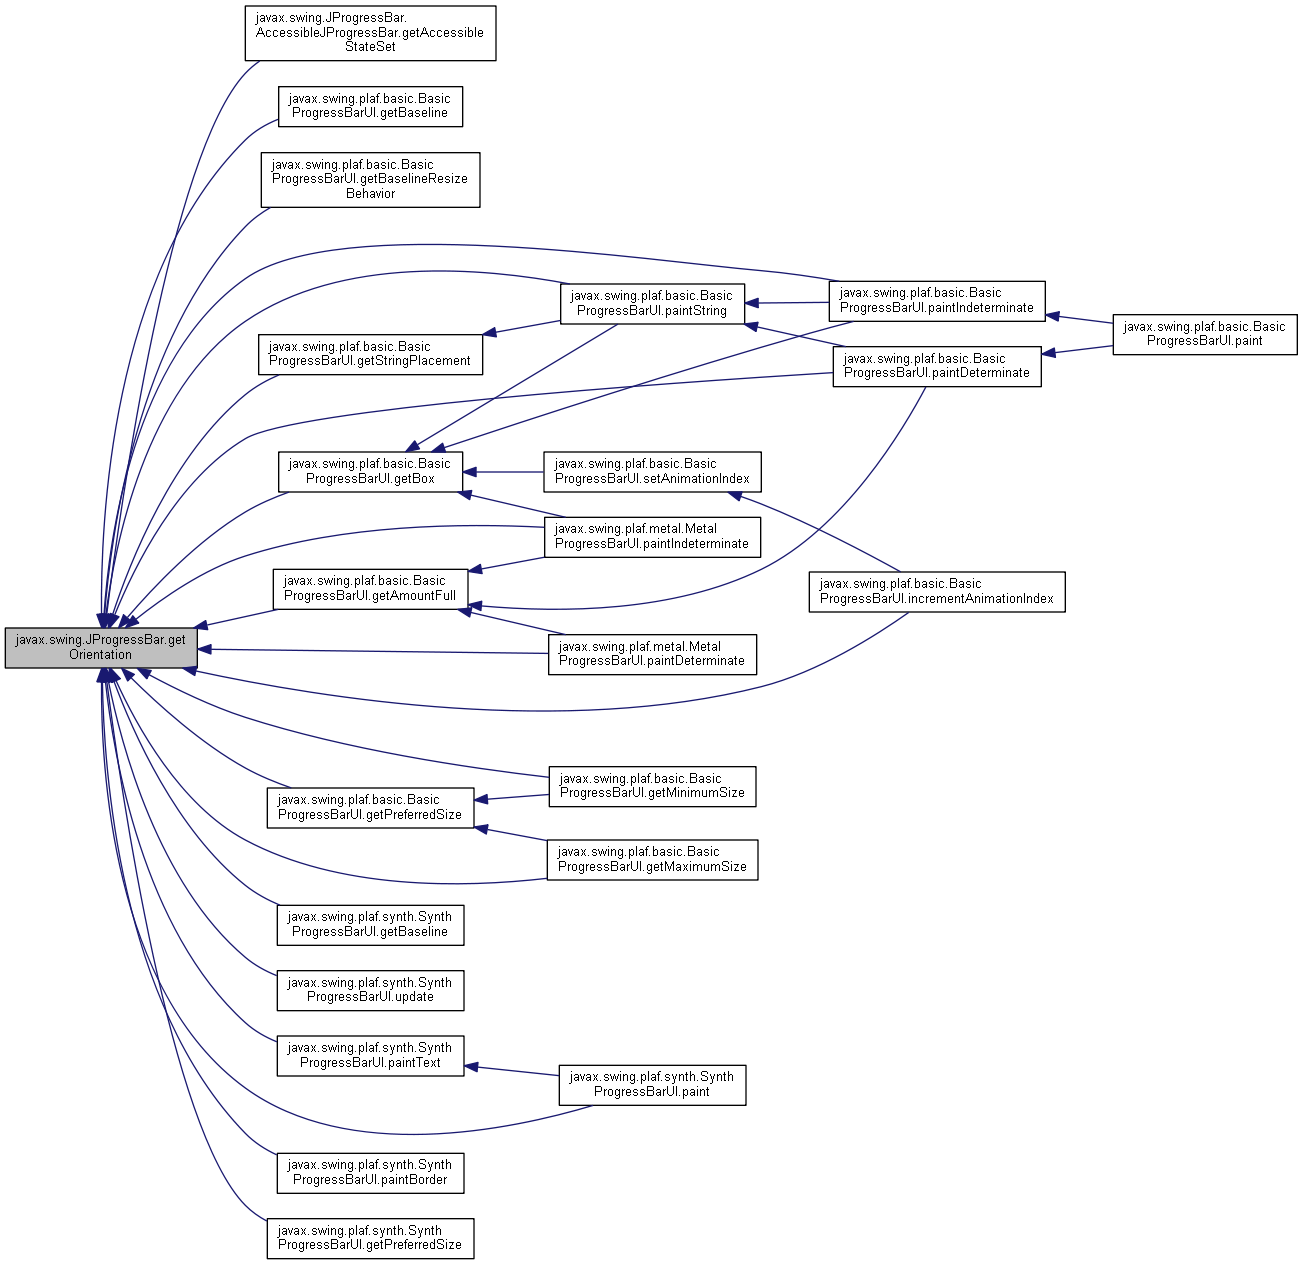 javax.swing.JProgressBar.
AccessibleJProgressBar.getAccessible
StateSet
javax.swing.plaf.basic.Basic
ProgressBarUI.getBaseline
javax.swing.plaf.basic.Basic
ProgressBarUI.getBaselineResize
Behavior
javax.swing.plaf.basic.Basic
ProgressBarUI.paintString
javax.swing.plaf.basic.Basic
ProgressBarUI.paintIndeterminate
javax.swing.plaf.basic.Basic
ProgressBarUI.paint
javax.swing.plaf.basic.Basic
ProgressBarUI.getStringPlacement
javax.swing.plaf.basic.Basic
ProgressBarUI.paintDeterminate
javax.swing.plaf.basic.Basic
ProgressBarUI.getBox
javax.swing.plaf.basic.Basic
ProgressBarUI.setAnimationIndex
javax.swing.plaf.metal.Metal
ProgressBarUI.paintIndeterminate
javax.swing.plaf.basic.Basic
ProgressBarUI.getAmountFull
javax.swing.plaf.basic.Basic
ProgressBarUI.incrementAnimationIndex
javax.swing.JProgressBar.get
Orientation
javax.swing.plaf.metal.Metal
ProgressBarUI.paintDeterminate
javax.swing.plaf.basic.Basic
ProgressBarUI.getMinimumSize
javax.swing.plaf.basic.Basic
ProgressBarUI.getPreferredSize
javax.swing.plaf.basic.Basic
ProgressBarUI.getMaximumSize
javax.swing.plaf.synth.Synth
ProgressBarUI.getBaseline
javax.swing.plaf.synth.Synth
ProgressBarUI.update
javax.swing.plaf.synth.Synth
ProgressBarUI.paintText
javax.swing.plaf.synth.Synth
ProgressBarUI.paint
javax.swing.plaf.synth.Synth
ProgressBarUI.paintBorder
javax.swing.plaf.synth.Synth
ProgressBarUI.getPreferredSize